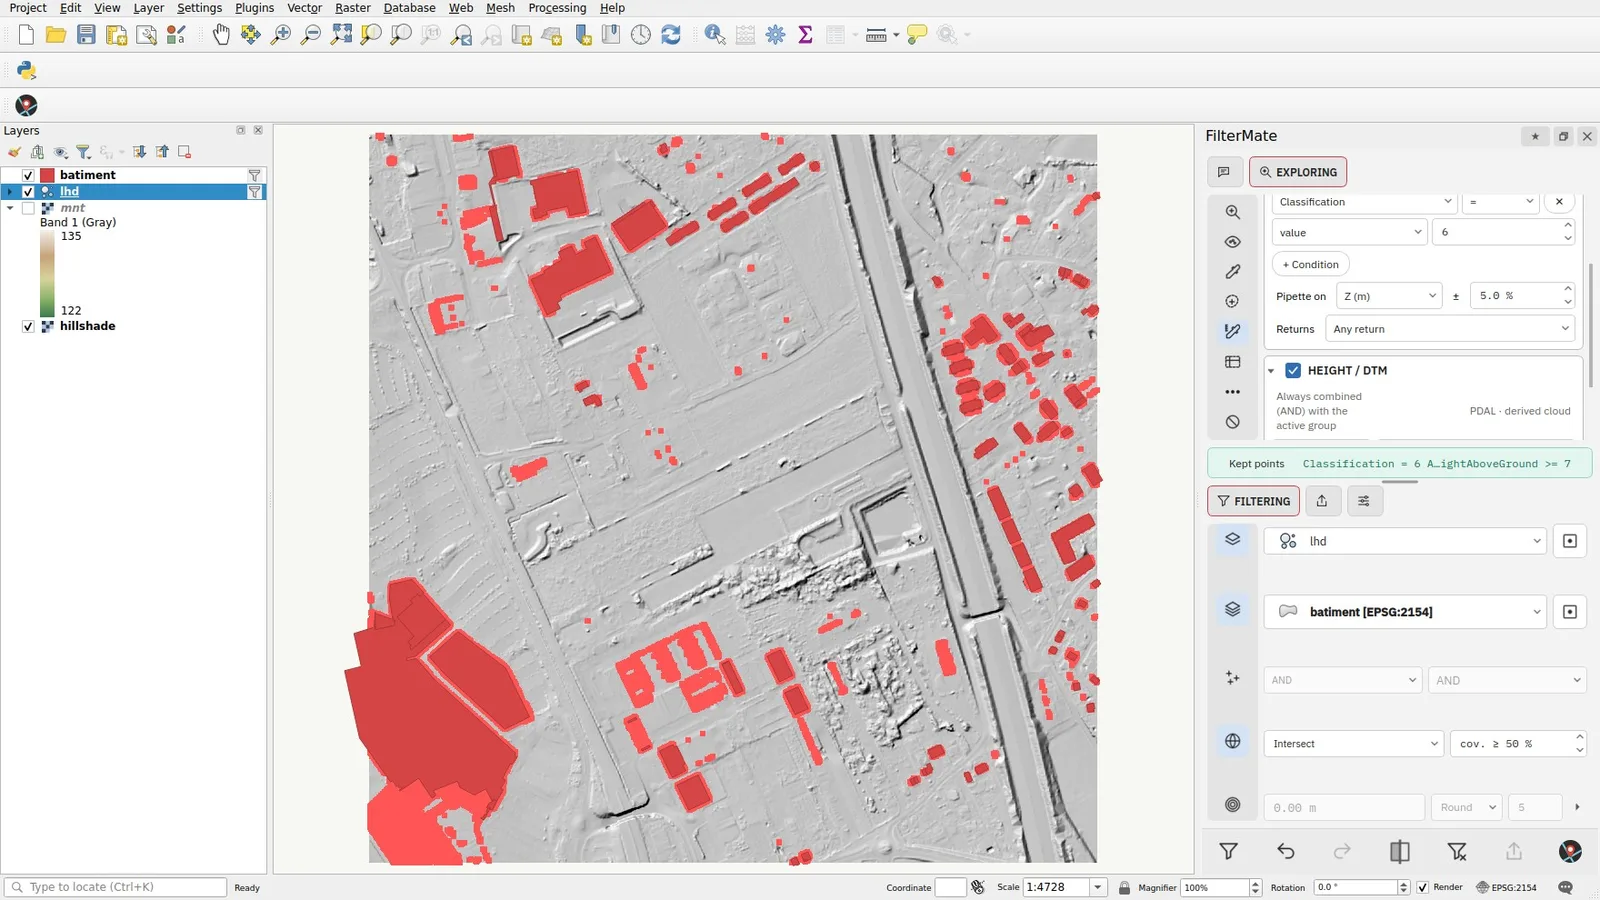 Project Edit View Layer Settings Plugins Vector Raster Database Web Mesh Processing Help
Layers
batiment
lhd
mnt
Band 1 (Gray)
135
122
hillshade
FilterMate
EXPLORING
Classification =
value 6
+ Condition
Pipette on Z (m) ± 5.0 %
Returns Any return
HEIGHT / DTM
Always combined
(AND) with the
active group
PDAL · derived cloud
Kept points Classification = 6 A…ightAboveGround >= 7
FILTERING
lhd
batiment [EPSG:2154]
AND AND
Intersect cov. ≥ 50 %
0.00 m Round 5
Type to locate (Ctrl+K) Ready Coordinate Scale 1:4728 Magnifier 100% Rotation 0.0 ° Render EPSG:2154